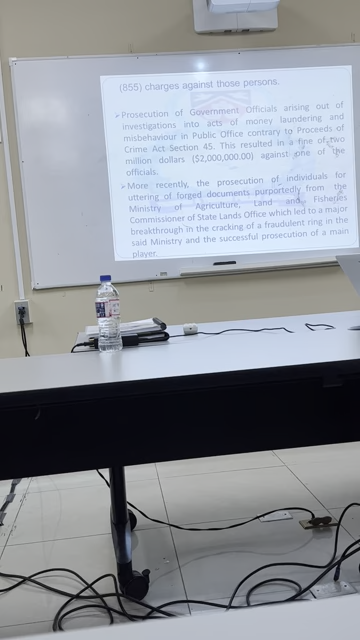 (855) charges against those persons.
➢Prosecution of Government Officials arising out of
investigations into acts of money laundering and
misbehaviour in Public Office contrary to Proceeds of
Crime Act Section 45. This resulted in a fine of two
million dollars ($2,000,000.00) against one of the
officials.
➢More recently, the prosecution of individuals for
uttering of forged documents purportedly from the
Ministry of Agriculture, Land and Fisheries
Commissioner of State Lands Office which led to a major
breakthrough in the cracking of a fraudulent ring in the
said Ministry and the successful prosecution of a main
player.